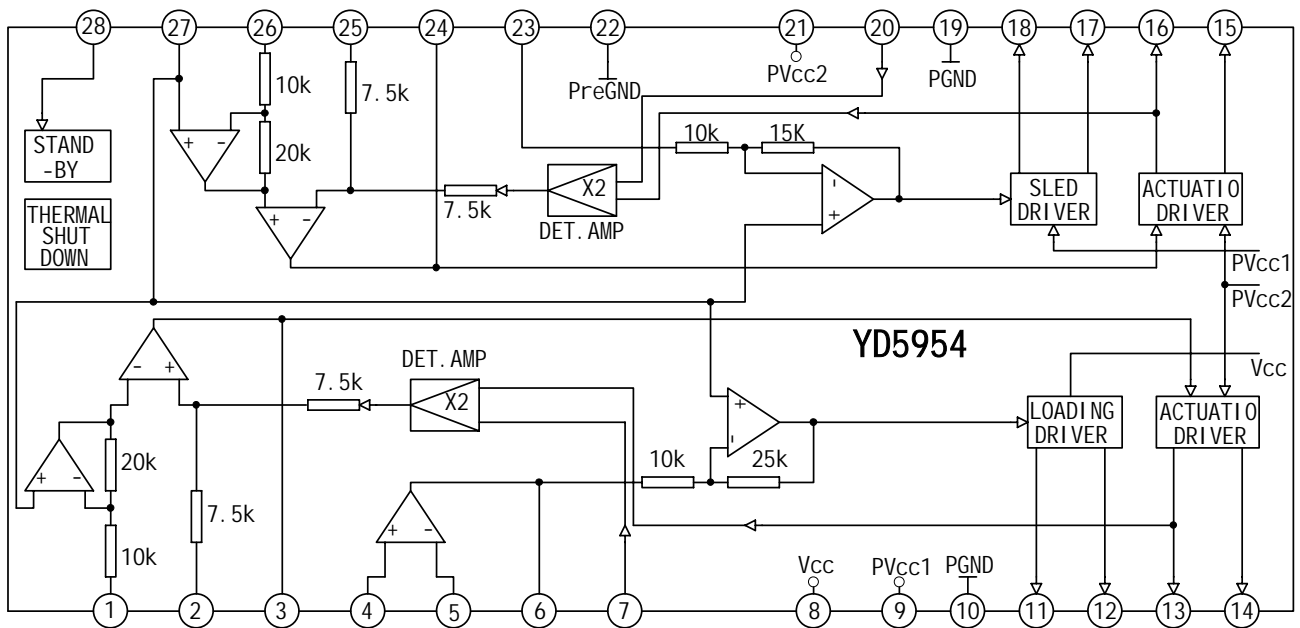 28 27 26 25 24 23 22 21 20 19 18 17 16 15
PreGND
PVcc2
PGND
10k
7.5k
STAND
-BY
+ -
20k
10k
15K
X2
7.5k
DET.AMP
-
+
SLED
DRIVER
ACTUATIO
DRIVER
THERMAL
SHUT
DOWN
+ -
PVcc1
PVcc2
YD5954
Vcc
- +
DET.AMP
7.5k
X2
+
-
LOADING
DRIVER
ACTUATIO
DRIVER
20k
+ -
10k
25k
7.5k
+ -
10k
Vcc
PVcc1
PGND
1 2 3 4 5 6 7 8 9 10 11 12 13 14